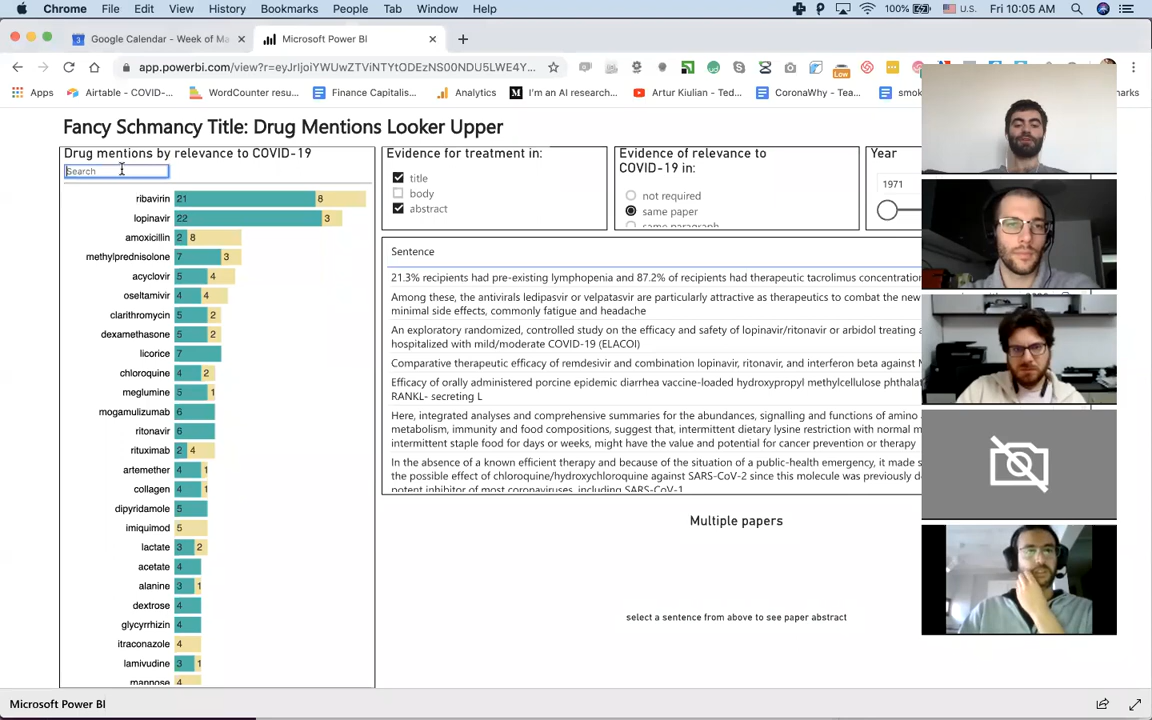 Chrome File Edit View History Bookmarks People Tab Window Help 100% U.S. Fri 10:05 AM
Google Calendar - Week of Ma
Microsoft Power BI
app.powerbi.com/view?r=eyJrIjoiYWUwZTViNTYtODEzNS00NDU5LWE4Y...
Low
Apps Airtable - COVID-... WordCounter resu... Finance Capitalis... Analytics I'm an AI research... Artur Kiulian - Ted... CoronaWhy - Tea... smok
marks
Fancy Schmancy Title: Drug Mentions Looker Upper
Drug mentions by relevance to COVID-19
Search
ribavirin 21 8
lopinavir 22 3
amoxicillin 2 8
methylprednisolone 7 3
acyclovir 5 4
oseltamivir 4 4
clarithromycin 5 2
dexamethasone 5 2
licorice 7
chloroquine 4 2
meglumine 5 1
mogamulizumab 6
ritonavir 6
rituximab 2 4
artemether 4 1
collagen 4 1
dipyridamole 5
imiquimod 5
lactate 3 2
acetate 4
alanine 3 1
dextrose 4
glycyrrhizin 4
itraconazole 4
lamivudine 3 1
mannose 4
Evidence for treatment in:
title
body
abstract
Evidence of relevance to
COVID-19 in:
not required
same paper
same paragraph
Year
1971
Sentence
21.3% recipients had pre-existing lymphopenia and 87.2% of recipients had therapeutic tacrolimus concentration
Among these, the antivirals ledipasvir or velpatasvir are particularly attractive as therapeutics to combat the new
minimal side effects, commonly fatigue and headache
An exploratory randomized, controlled study on the efficacy and safety of lopinavir/ritonavir or arbidol treating a
hospitalized with mild/moderate COVID-19 (ELACOI)
Comparative therapeutic efficacy of remdesivir and combination lopinavir, ritonavir, and interferon beta against
Efficacy of orally administered porcine epidemic diarrhea vaccine-loaded hydroxypropyl methylcellulose phthalat
RANKL- secreting L
Here, integrated analyses and comprehensive summaries for the abundances, signalling and functions of amino
metabolism, immunity and food compositions, suggest that, intermittent dietary lysine restriction with normal m
intermittent staple food for days or weeks, might have the value and potential for cancer prevention or therapy
In the absence of a known efficient therapy and because of the situation of a public-health emergency, it made s
the possible effect of chloroquine/hydroxychloroquine against SARS-CoV-2 since this molecule was previously d
potent inhibitor of most coronaviruses, including SARS-CoV-1
Multiple papers
select a sentence from above to see paper abstract
Microsoft Power BI